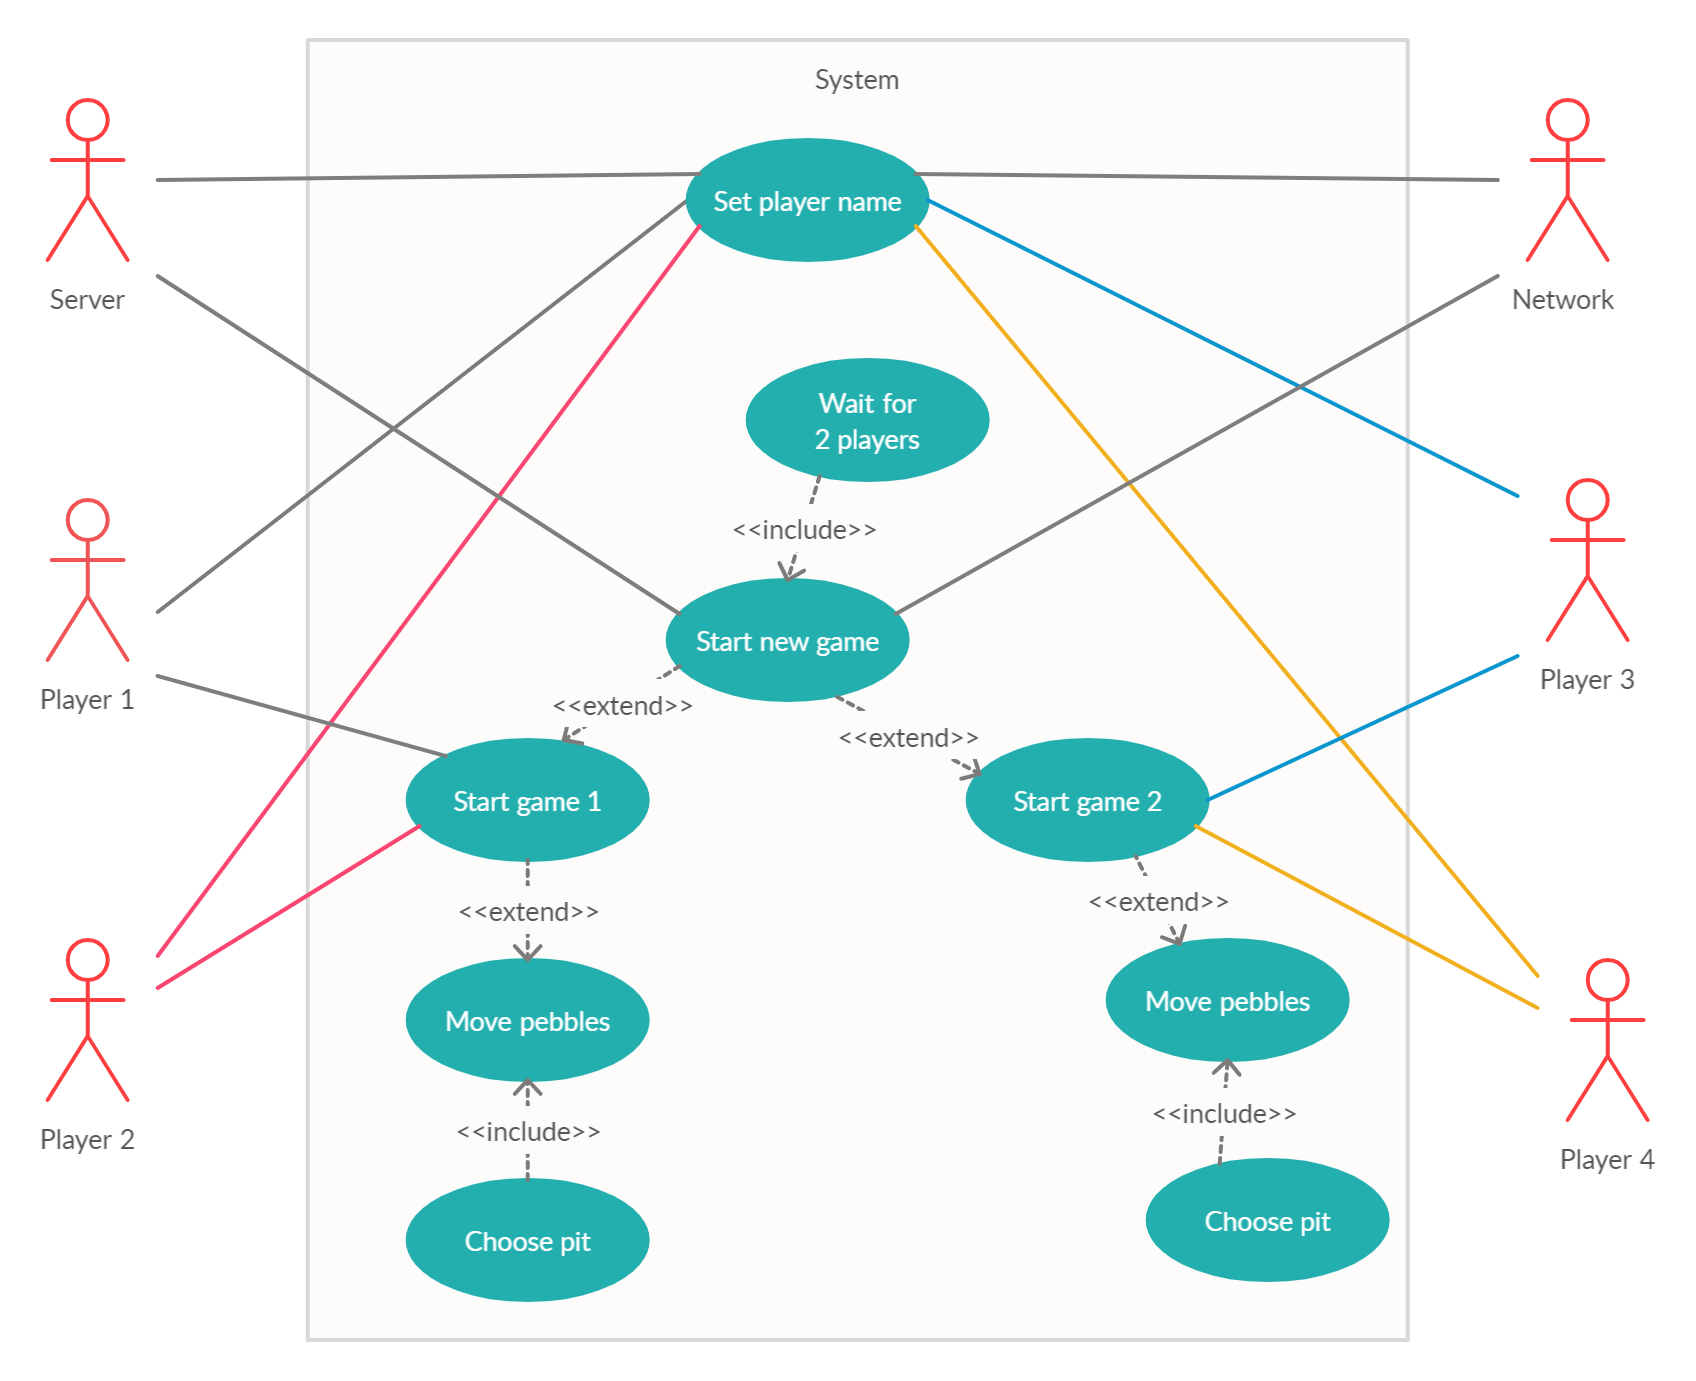 System
Set player name
Server
Network
Wait for
2 players
<<include>>
Start new game
Player 1
Player 3
<<extend>>
<<extend>>
Start game 1
Start game 2
<<extend>>
<<extend>>
Move pebbles
Move pebbles
<<include>>
<<include>>
Player 2
Player 4
Choose pit
Choose pit